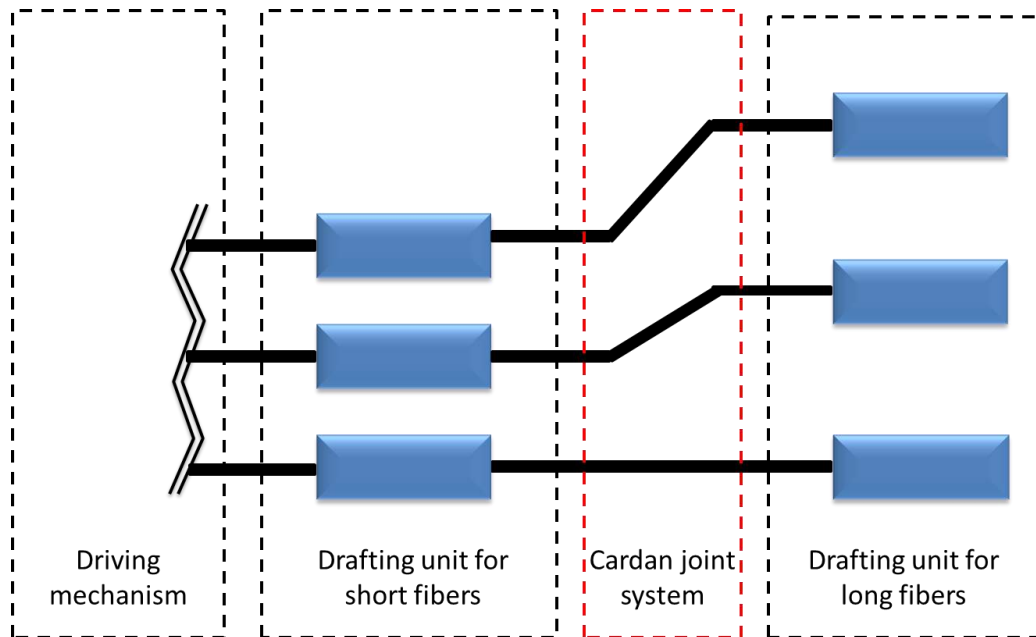 Driving
mechanism
Drafting unit for
short fibers
Cardan joint
system
Drafting unit for
long fibers